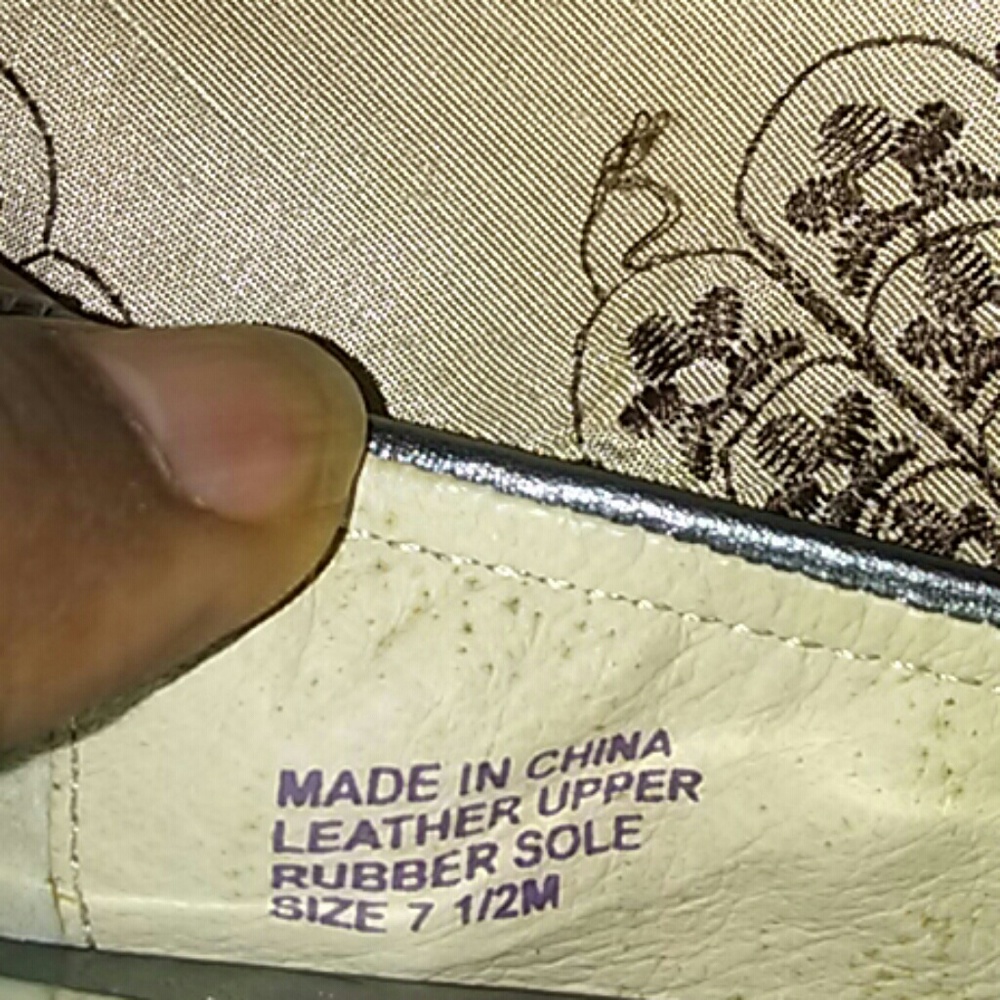 MADE IN CHINA
LEATHER UPPER
RUBBER SOLE
SIZE 7 1/2M